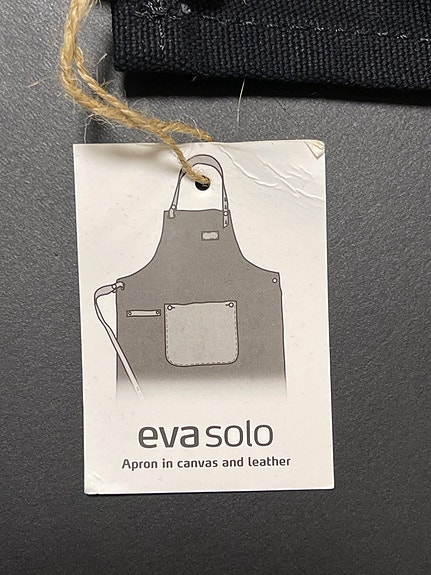 eva solo
Apron in canvas and leather